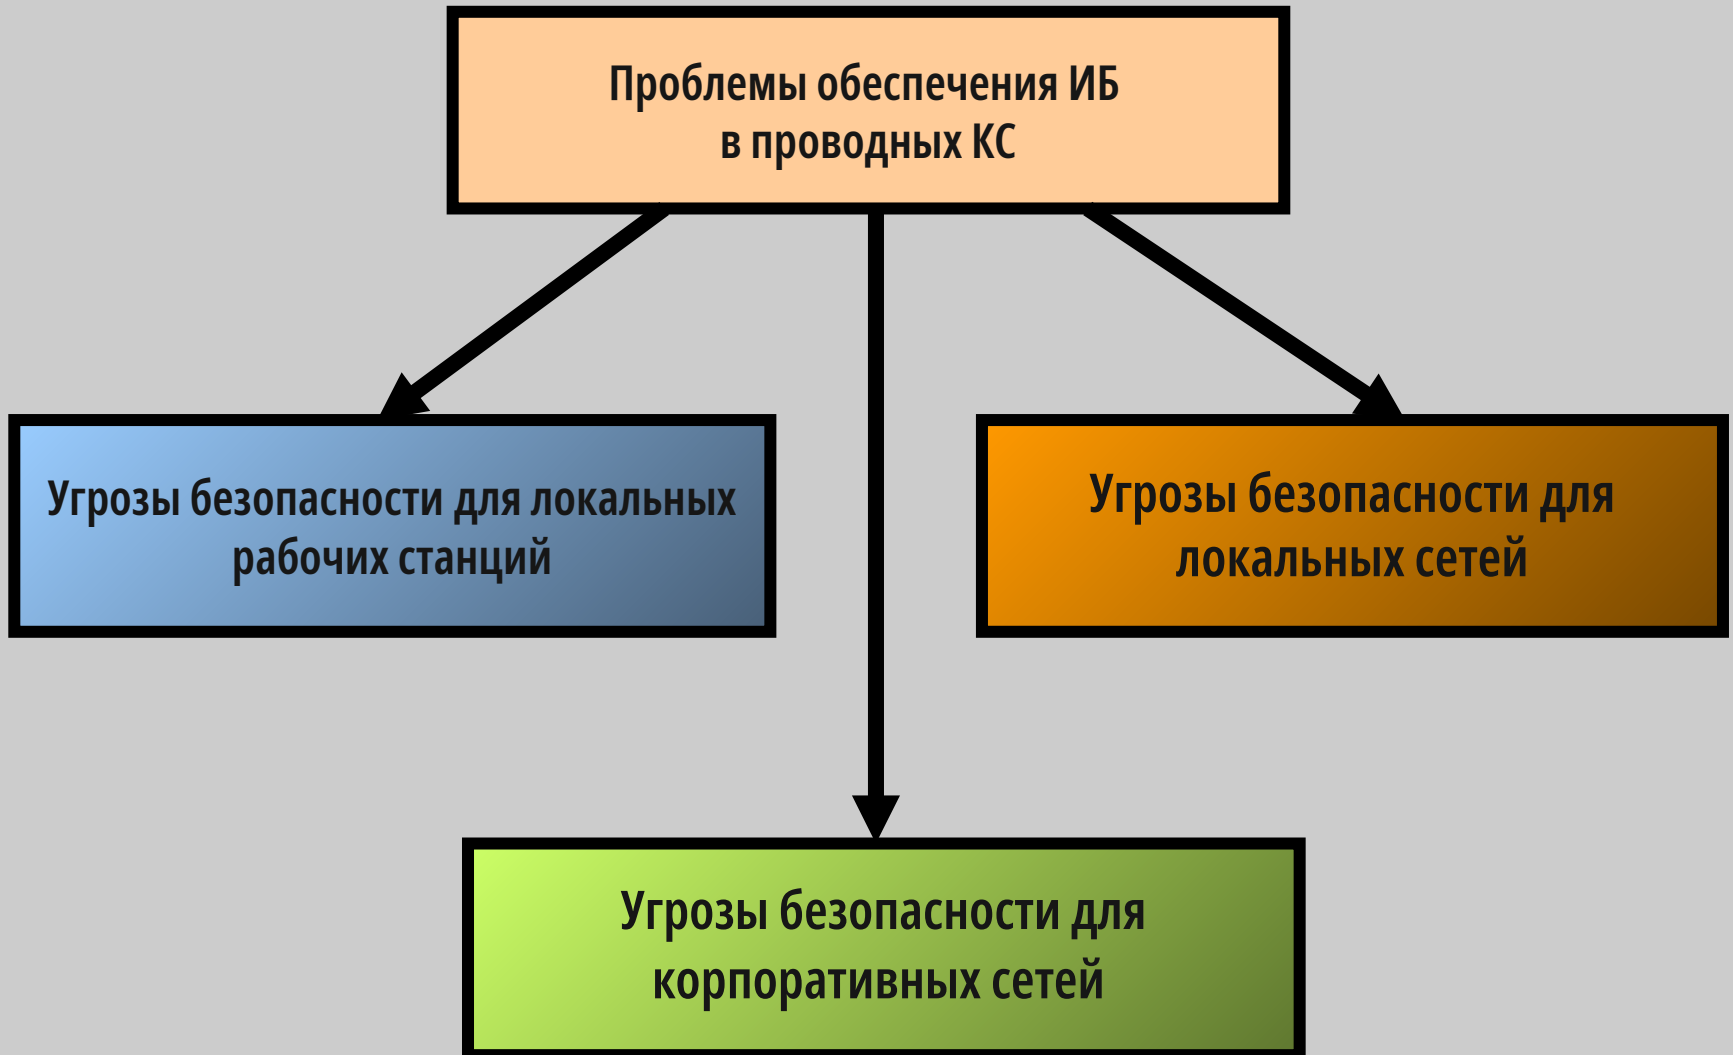 Проблемы обеспечения ИБ
в проводных КС
Угрозы безопасности для локальных
рабочих станций
Угрозы безопасности для
локальных сетей
Угрозы безопасности для
корпоративных сетей